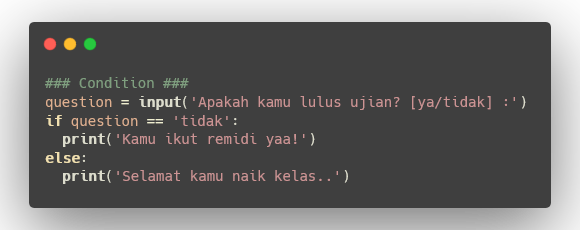 ### Condition ###
question = input('Apakah kamu lulus ujian? [ya/tidak] :')
if question == 'tidak':
  print('Kamu ikut remidi yaa!')
else:
  print('Selamat kamu naik kelas..')